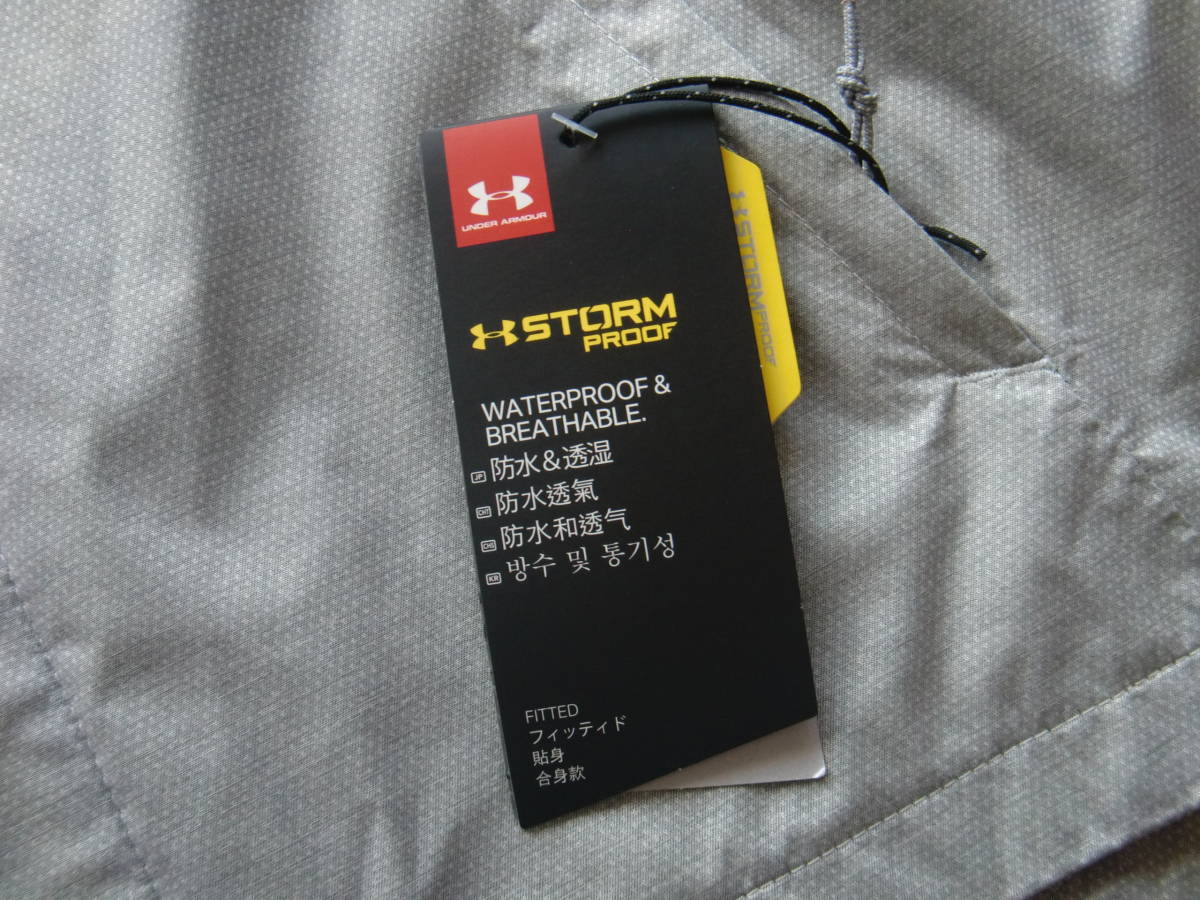 UNDER ARMOUR
STORM
PROOF
STORMPROOF
WATERPROOF &
BREATHABLE.
JP 防水&透湿
CHT 防水透氣
CHS 防水和透气
KR 방수 및 통기성
FITTED
フィッティド
貼身
合身款